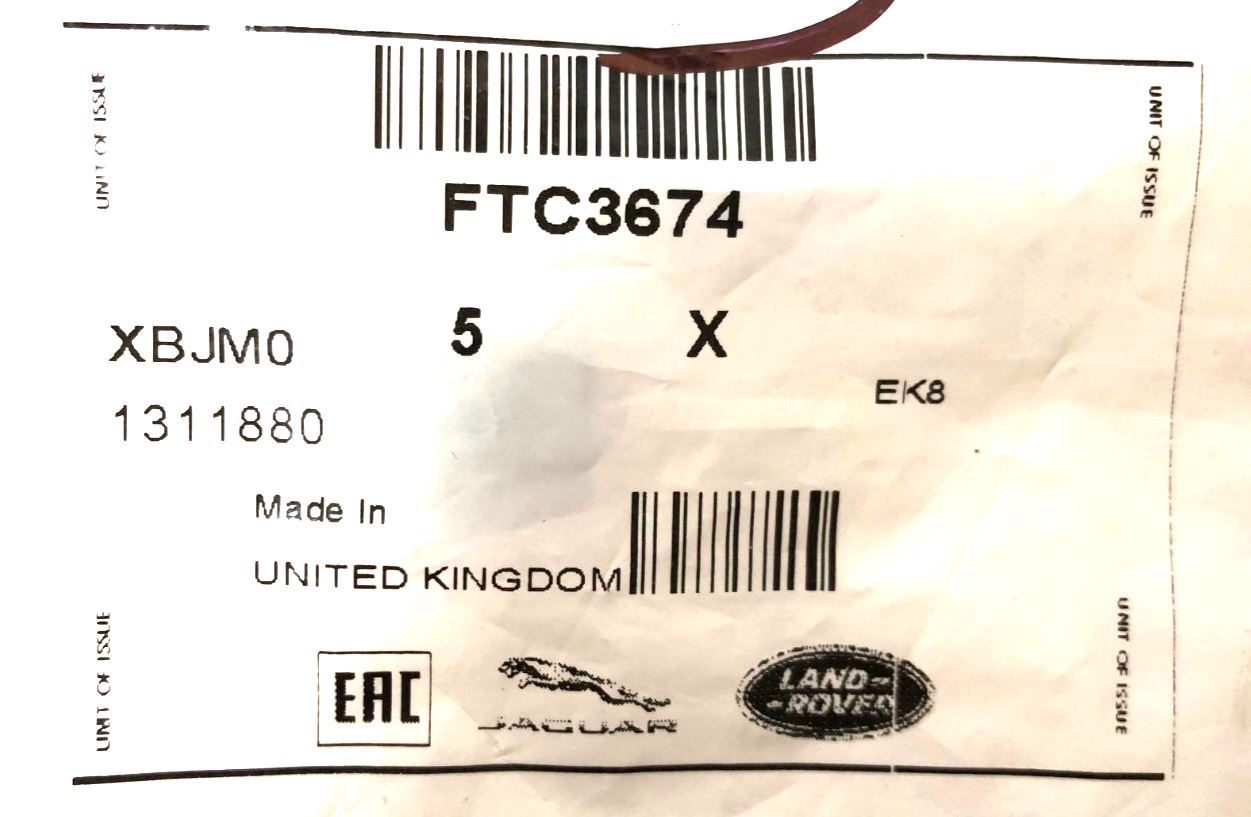 UNIT OF ISSUE
UNIT OF ISSUE
FTC3674
XBJM0 5 X
EK8
1311880
Made In
UNITED KINGDOM
UNIT OF ISSUE
UNIT OF ISSUE
EAC
JAGUAR
LAND-
-ROVER